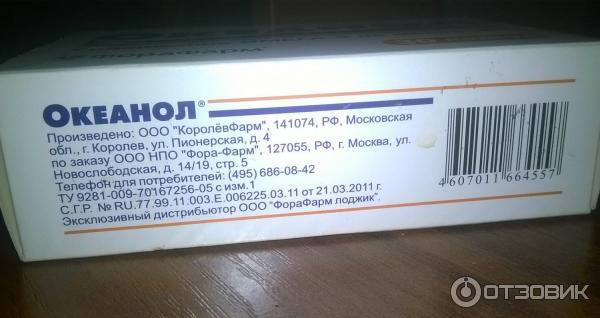 ОКЕАНОЛ®
Произведено: ООО "КоролёвФарм", 141074, РФ, Московская
обл., г. Королев, ул. Пионерская, д. 4
по заказу ООО НПО "Фора-Фарм", 127055, РФ, г. Москва, ул.
Новослободская, д. 14/19, стр. 5
Телефон для потребителей: (495) 686-08-42
ТУ 9281-009-70167256-05 с изм.1
С.Г.Р. № RU.77.99.11.003.Е.006225.03.11 от 21.03.2011 г.
Эксклюзивный дистрибьютор ООО "ФораФарм лоджик".
4607011664557
ОТЗОВИК